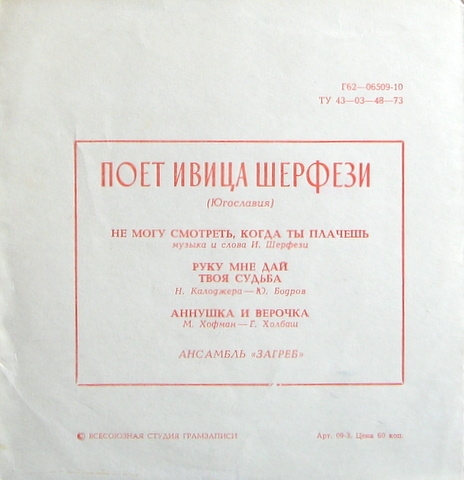 Г62—06509-10
ТУ 43—03—48—73
ПОЕТ ИВИЦА ШЕРФЕЗИ
(Югославия)
НЕ МОГУ СМОТРЕТЬ, КОГДА ТЫ ПЛАЧЕШЬ
музыка и слова И. Шерфези
РУКУ МНЕ ДАЙ
ТВОЯ СУДЬБА
Н. Калоджера—Ю. Бодров
АННУШКА И ВЕРОЧКА
М. Хофман—Г. Холбаш
АНСАМБЛЬ «ЗАГРЕБ»
© ВСЕСОЮЗНАЯ СТУДИЯ ГРАМЗАПИСИ
Арт. 09-3. Цена 60 коп.